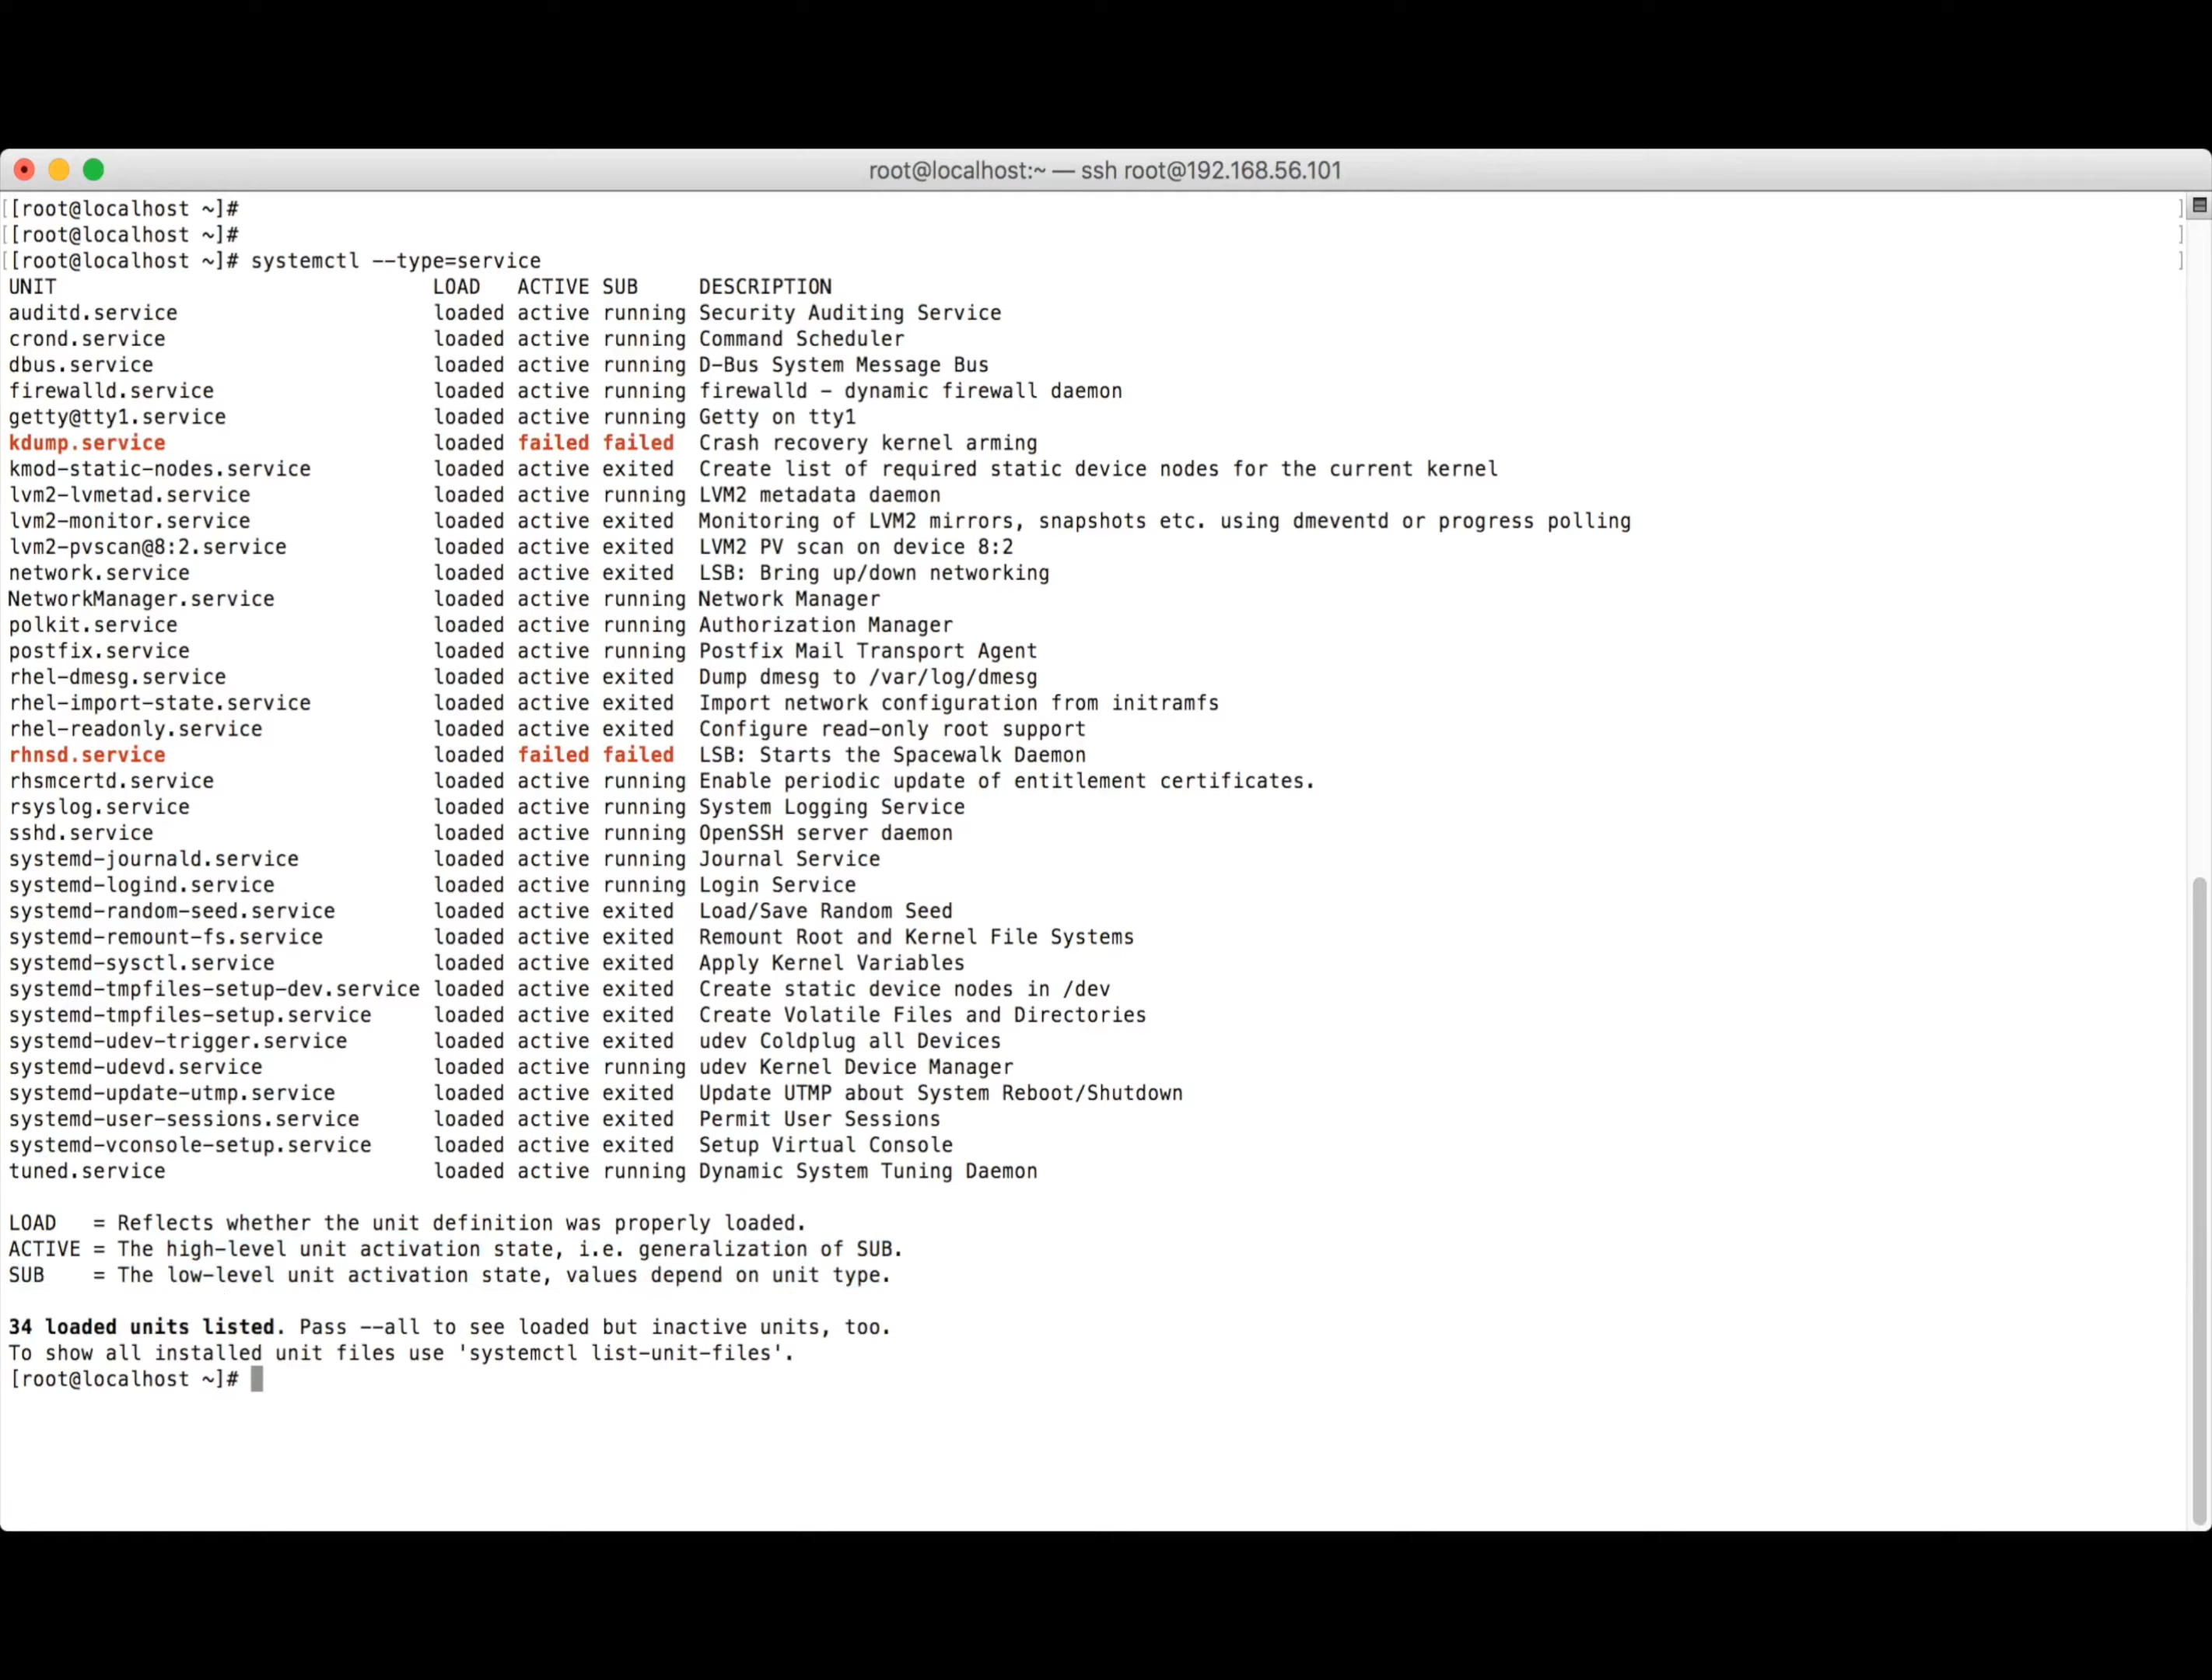 root@localhost:~ — ssh root@192.168.56.101
[[root@localhost ~]# ]
[[root@localhost ~]# ]
[[root@localhost ~]# systemctl --type=service ]
UNIT                               LOAD   ACTIVE SUB     DESCRIPTION
auditd.service                     loaded active running Security Auditing Service
crond.service                      loaded active running Command Scheduler
dbus.service                       loaded active running D-Bus System Message Bus
firewalld.service                  loaded active running firewalld - dynamic firewall daemon
getty@tty1.service                 loaded active running Getty on tty1
kdump.service                      loaded failed failed  Crash recovery kernel arming
kmod-static-nodes.service          loaded active exited  Create list of required static device nodes for the current kernel
lvm2-lvmetad.service               loaded active running LVM2 metadata daemon
lvm2-monitor.service               loaded active exited  Monitoring of LVM2 mirrors, snapshots etc. using dmeventd or progress polling
lvm2-pvscan@8:2.service            loaded active exited  LVM2 PV scan on device 8:2
network.service                    loaded active exited  LSB: Bring up/down networking
NetworkManager.service             loaded active running Network Manager
polkit.service                     loaded active running Authorization Manager
postfix.service                    loaded active running Postfix Mail Transport Agent
rhel-dmesg.service                 loaded active exited  Dump dmesg to /var/log/dmesg
rhel-import-state.service          loaded active exited  Import network configuration from initramfs
rhel-readonly.service              loaded active exited  Configure read-only root support
rhnsd.service                      loaded failed failed  LSB: Starts the Spacewalk Daemon
rhsmcertd.service                  loaded active running Enable periodic update of entitlement certificates.
rsyslog.service                    loaded active running System Logging Service
sshd.service                       loaded active running OpenSSH server daemon
systemd-journald.service           loaded active running Journal Service
systemd-logind.service             loaded active running Login Service
systemd-random-seed.service        loaded active exited  Load/Save Random Seed
systemd-remount-fs.service         loaded active exited  Remount Root and Kernel File Systems
systemd-sysctl.service             loaded active exited  Apply Kernel Variables
systemd-tmpfiles-setup-dev.service loaded active exited  Create static device nodes in /dev
systemd-tmpfiles-setup.service     loaded active exited  Create Volatile Files and Directories
systemd-udev-trigger.service       loaded active exited  udev Coldplug all Devices
systemd-udevd.service              loaded active running udev Kernel Device Manager
systemd-update-utmp.service        loaded active exited  Update UTMP about System Reboot/Shutdown
systemd-user-sessions.service      loaded active exited  Permit User Sessions
systemd-vconsole-setup.service     loaded active exited  Setup Virtual Console
tuned.service                      loaded active running Dynamic System Tuning Daemon
LOAD   = Reflects whether the unit definition was properly loaded.
ACTIVE = The high-level unit activation state, i.e. generalization of SUB.
SUB    = The low-level unit activation state, values depend on unit type.
34 loaded units listed. Pass --all to see loaded but inactive units, too.
To show all installed unit files use 'systemctl list-unit-files'.
[root@localhost ~]#